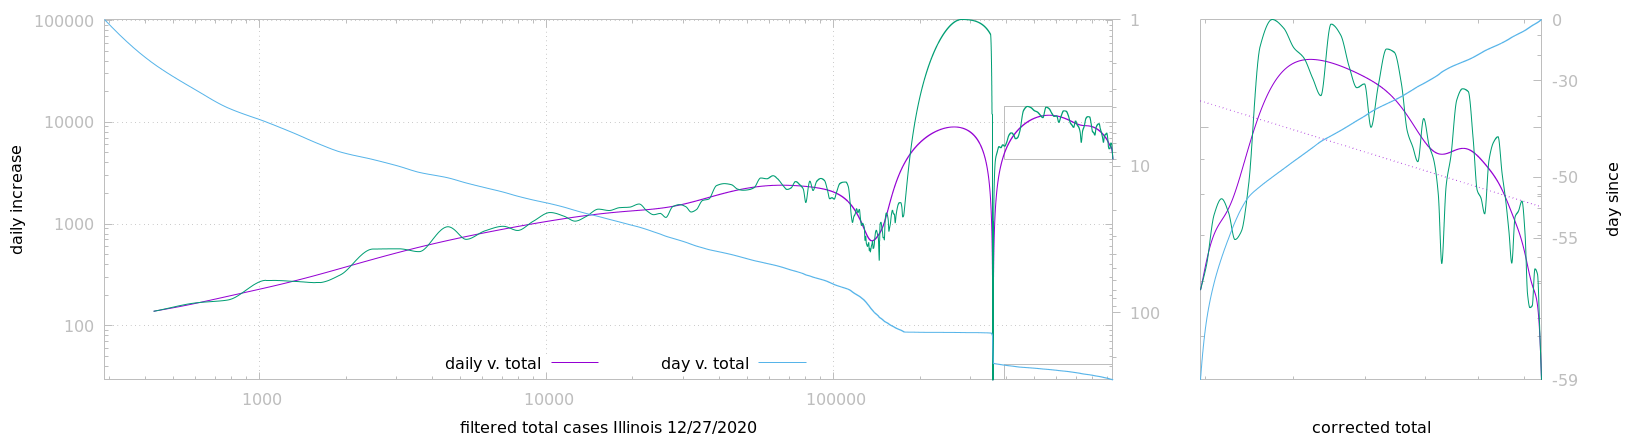 100000
10000
1000
100
daily increase
1000
10000
100000
filtered total cases Illinois 12/27/2020
daily v. total
day v. total
1
10
100
0
-30
-50
-55
-59
day since
corrected total